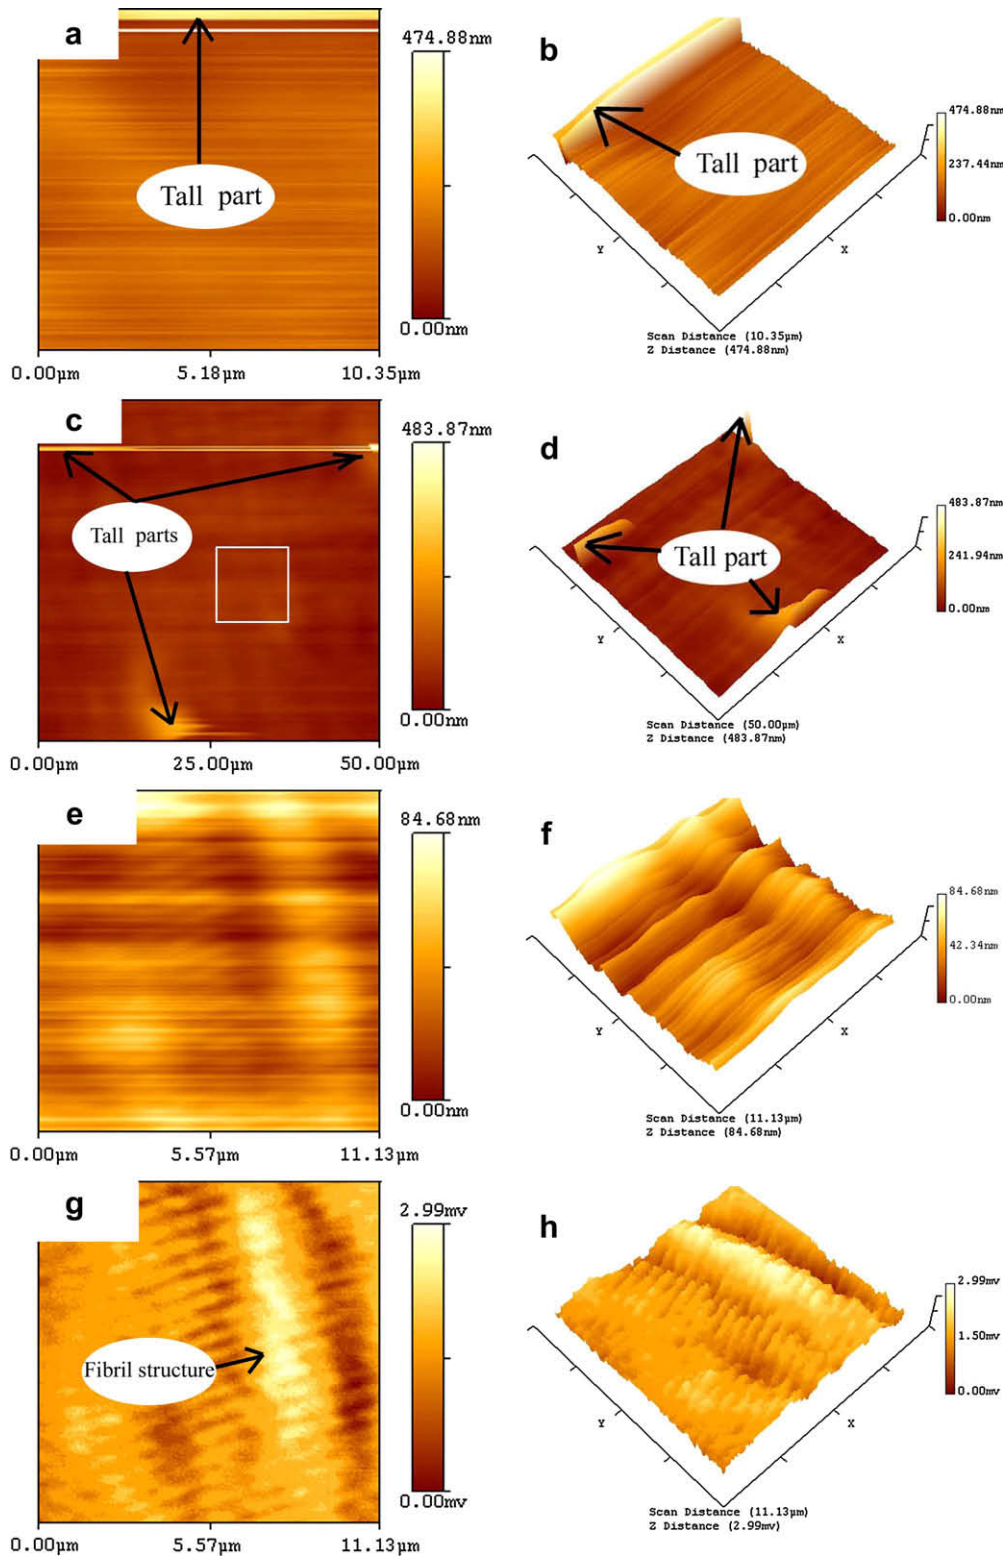 a
474.88nm
Tall part
0.00nm
0.00µm
5.18µm
10.35µm
b
474.88nm
237.44nm
0.00nm
Tall part
Y
X
Scan Distance (10.35µm)
Z Distance (474.88nm)
c
483.87nm
Tall parts
0.00nm
0.00µm
25.00µm
50.00µm
d
483.87nm
241.94nm
0.00nm
Tall part
Y
X
Scan Distance (50.00µm)
Z Distance (483.87nm)
e
84.68nm
0.00nm
0.00µm
5.57µm
11.13µm
f
84.68nm
42.34nm
0.00nm
Y
X
Scan Distance (11.13µm)
Z Distance (84.68nm)
g
2.99mv
Fibril structure
0.00mv
0.00µm
5.57µm
11.13µm
h
2.99mv
1.50mv
0.00mv
Y
X
Scan Distance (11.13µm)
Z Distance (2.99mv)